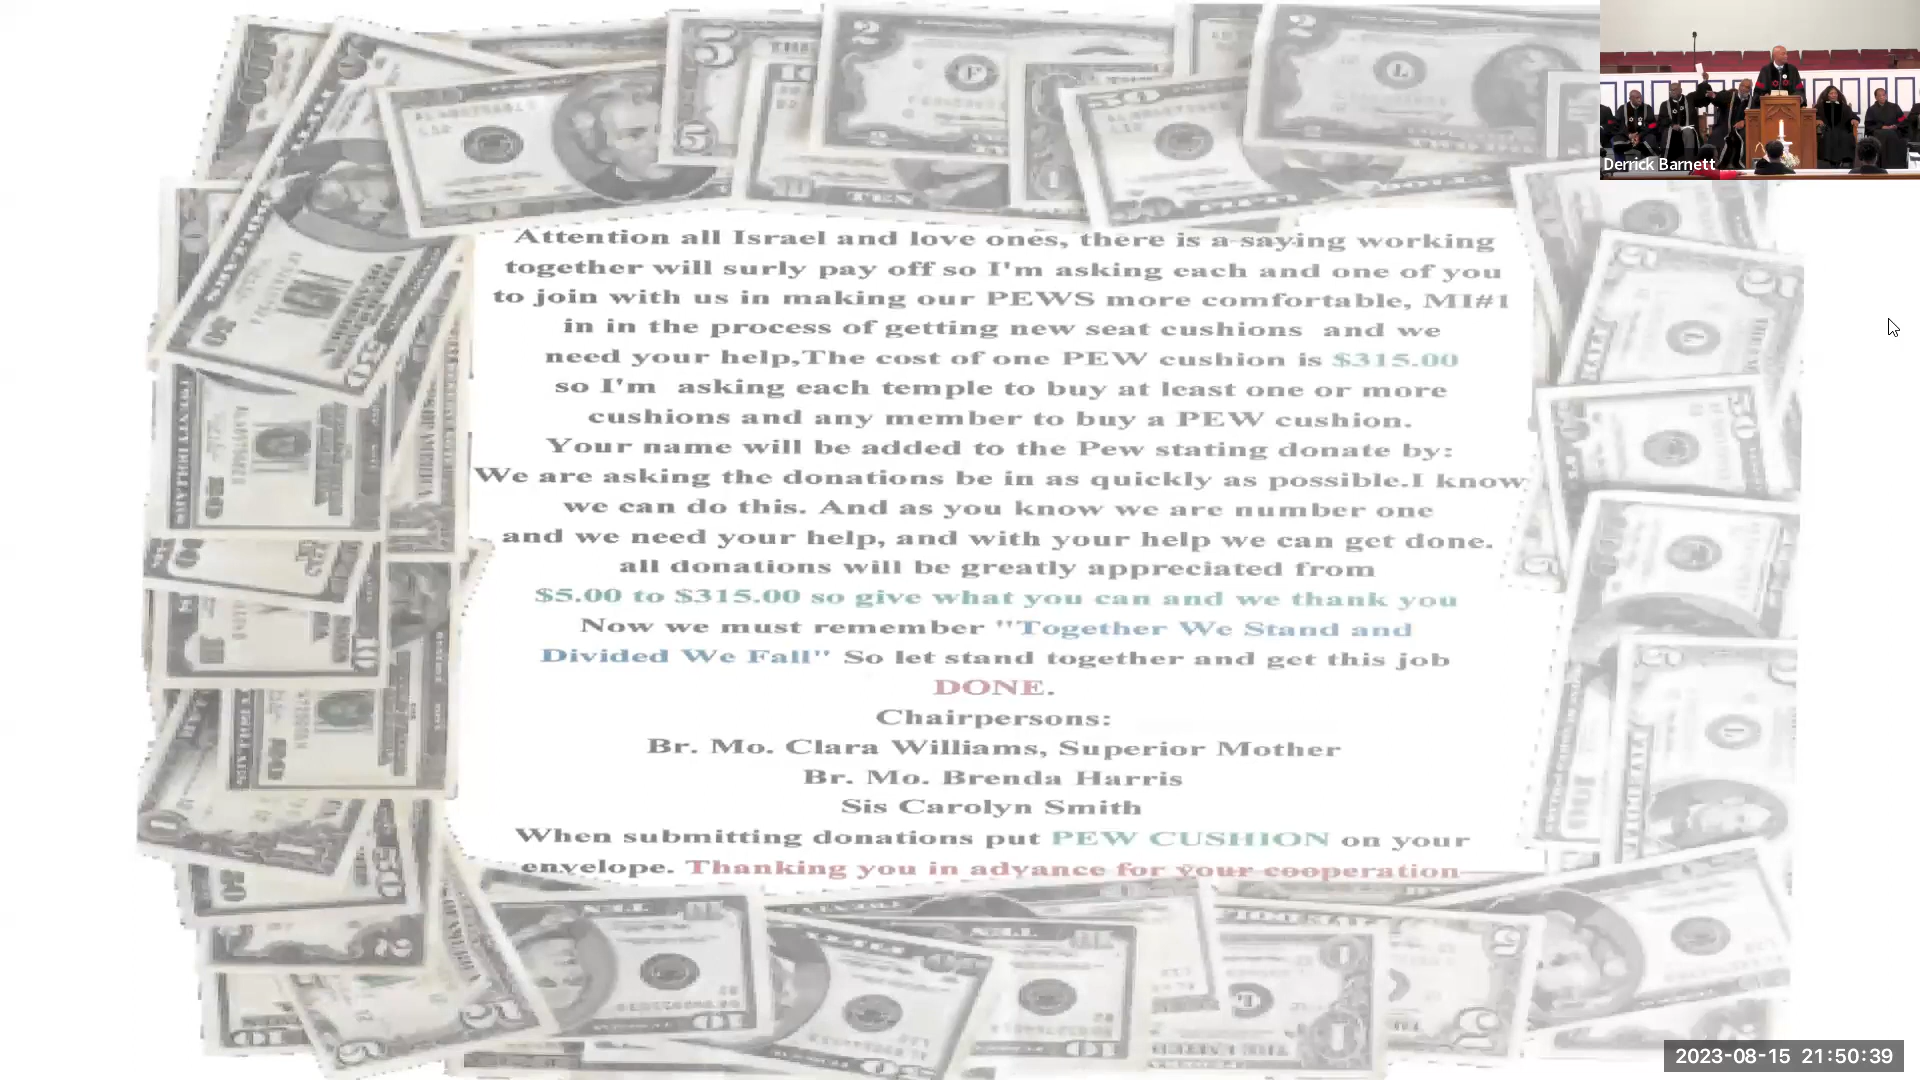 Attention all Israel and love ones, there is a saying working
together will surly pay off so I'm asking each and one of you
to join with us in making our PEWS more comfortable, MI#1
in in the process of getting new seat cushions and we
need your help,The cost of one PEW cushion is $315.00
so I'm asking each temple to buy at least one or more
cushions and any member to buy a PEW cushion.
Your name will be added to the Pew stating donate by:
We are asking the donations be in as quickly as possible.I know
we can do this. And as you know we are number one
and we need your help, and with your help we can get done.
all donations will be greatly appreciated from
$5.00 to $315.00 so give what you can and we thank you
Now we must remember "Together We Stand and
Divided We Fall" So let stand together and get this job
DONE.
Chairpersons:
Br. Mo. Clara Williams, Superior Mother
Br. Mo. Brenda Harris
Sis Carolyn Smith
When submitting donations put PEW CUSHION on your
envelope. Thanking you in advance for your cooperation
Derrick Barnett
2023-08-15 21:50:39